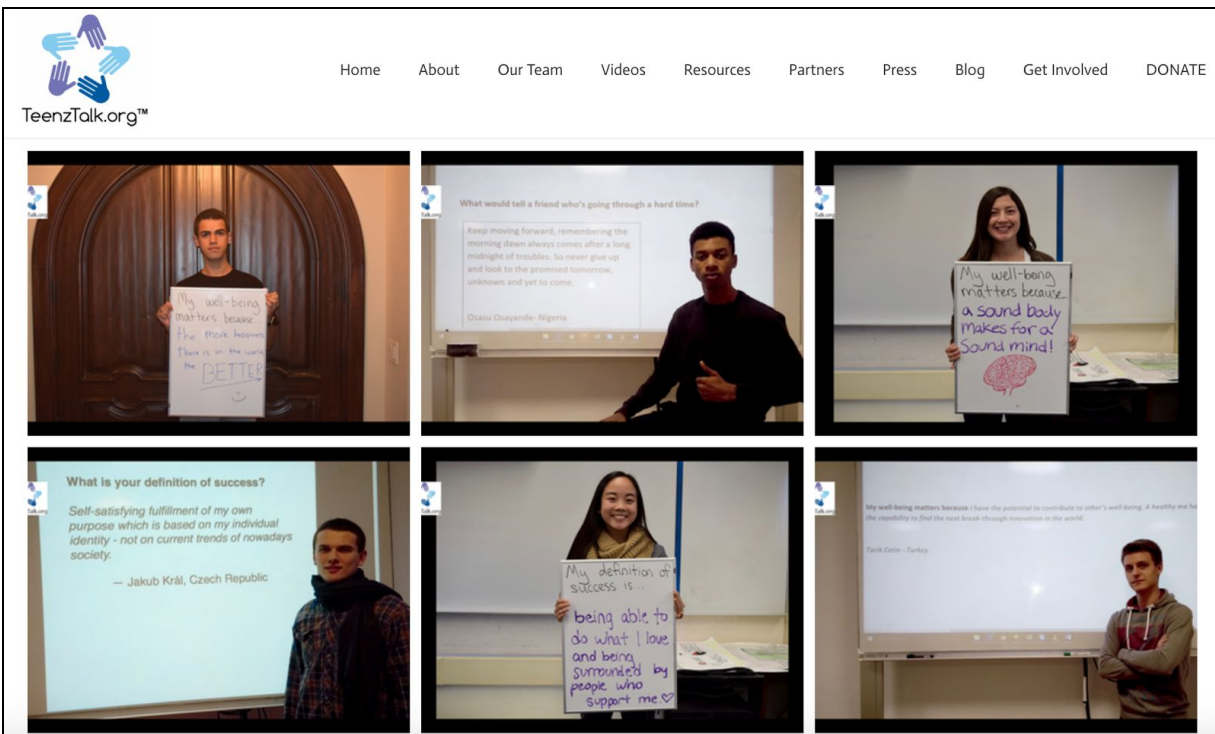 TeenzTalk.org™
Home About Our Team Videos Resources Partners Press Blog Get Involved DONATE
My well-being
matters because
the more happiness
there is in the world
the BETTER
What would tell a friend who's going through a hard time?
Keep moving forward, remembering the
morning dawn always comes after a long
midnight of troubles. So never give up
and look to the promised tomorrow,
unknown and yet to come.
Osasu Osayande- Nigeria
My well-being
matters because...
a sound body
makes for a
sound mind!
What is your definition of success?
Self-satisfying fulfillment of my own
purpose which is based on my individual
identity - not on current trends of nowadays
society.
— Jakub Král, Czech Republic
My definition of
success is...
being able to
do what I love
and being
surrounded by
people who
support me ♡
My well-being matters because I have the potential to contribute to other's well-being. A healthy me ha
the capability to find the next break-through innovation in the world.
Tarik Cetin - Turkey